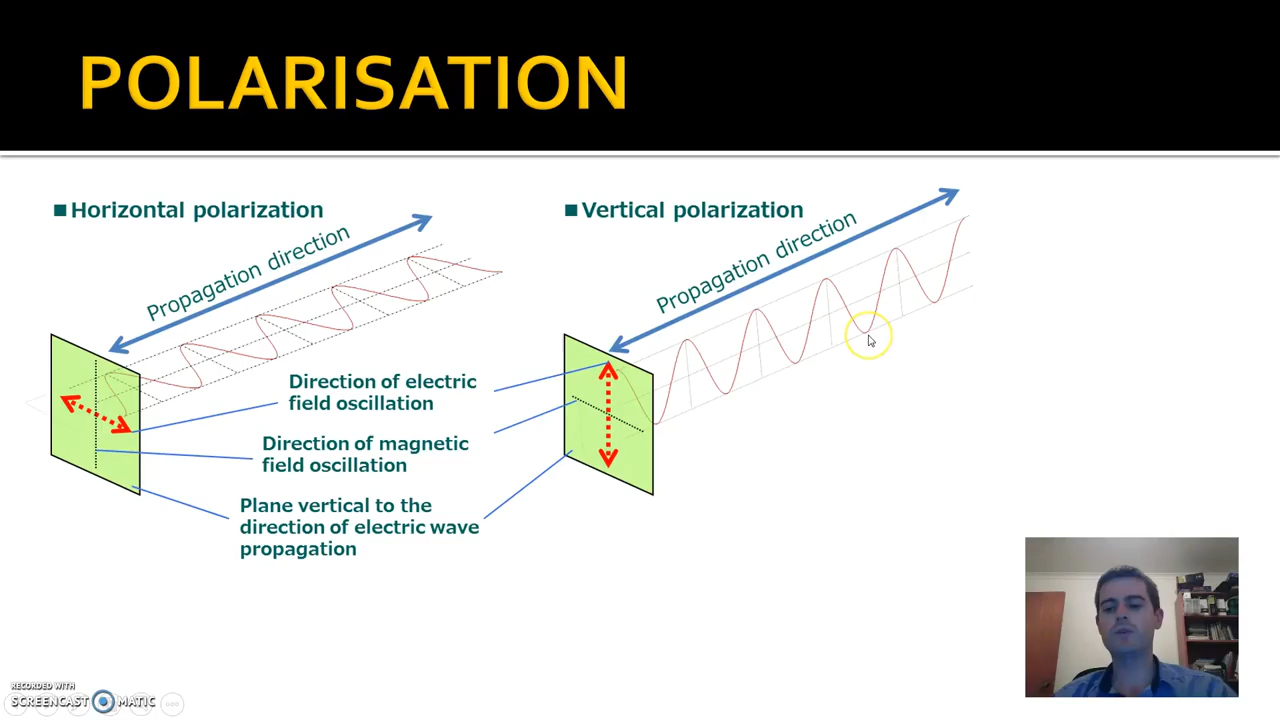 POLARISATION
■ Horizontal polarization
Propagation direction
■ Vertical polarization
Propagation direction
Direction of electric
field oscillation
Direction of magnetic
field oscillation
Plane vertical to the
direction of electric wave
propagation
RECORDED WITH
SCREENCAST MATIC